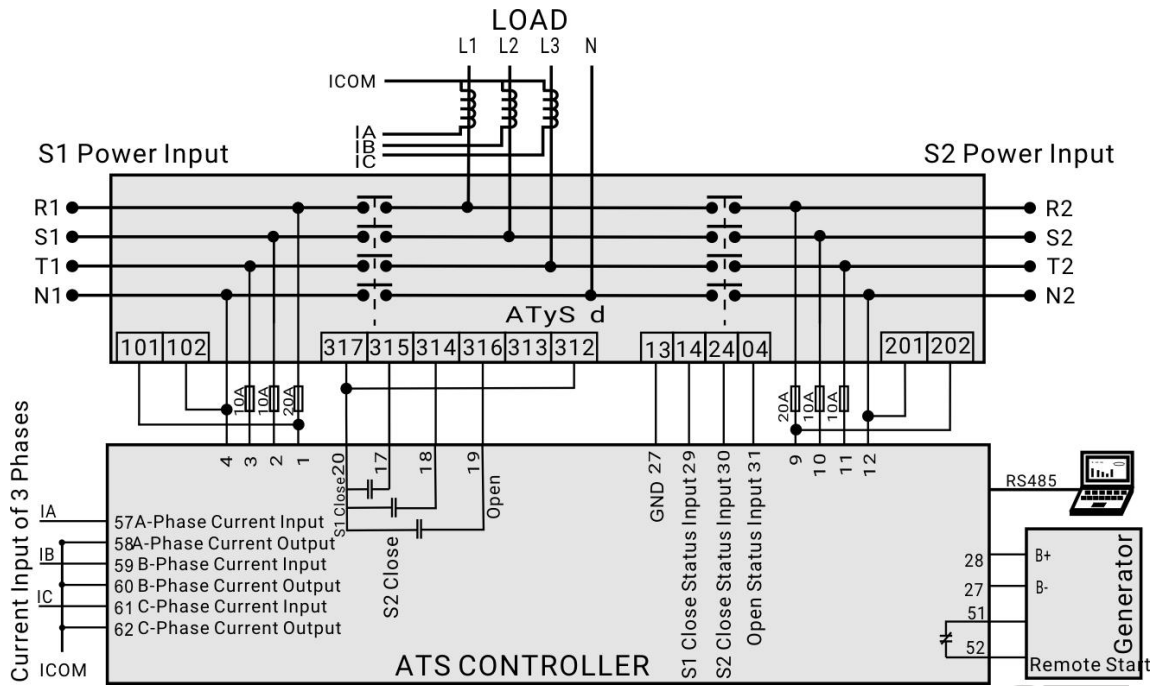 LOAD
L1 L2 L3 N
ICOM
IA
IB
IC
S1 Power Input
S2 Power Input
R1 R2
S1 S2
T1 T2
N1 N2
ATyS d
101 102 317 315 314 316 313 312 13 14 24 04 201 202
10A 10A 20A 20A 10A 10A
4 3 2 1 20 17 18 19 9 10 11 12
S1 Close
S2 Close
Open
GND 27
S1 Close Status Input 29
S2 Close Status Input 30
Open Status Input 31
RS485
Current Input of 3 Phases
IA
57A-Phase Current Input
58A-Phase Current Output
IB
59 B-Phase Current Input
60 B-Phase Current Output
IC
61 C-Phase Current Input
62 C-Phase Current Output
ICOM
ATS CONTROLLER
28 B+
27 B-
51
52
Generator
Remote Start